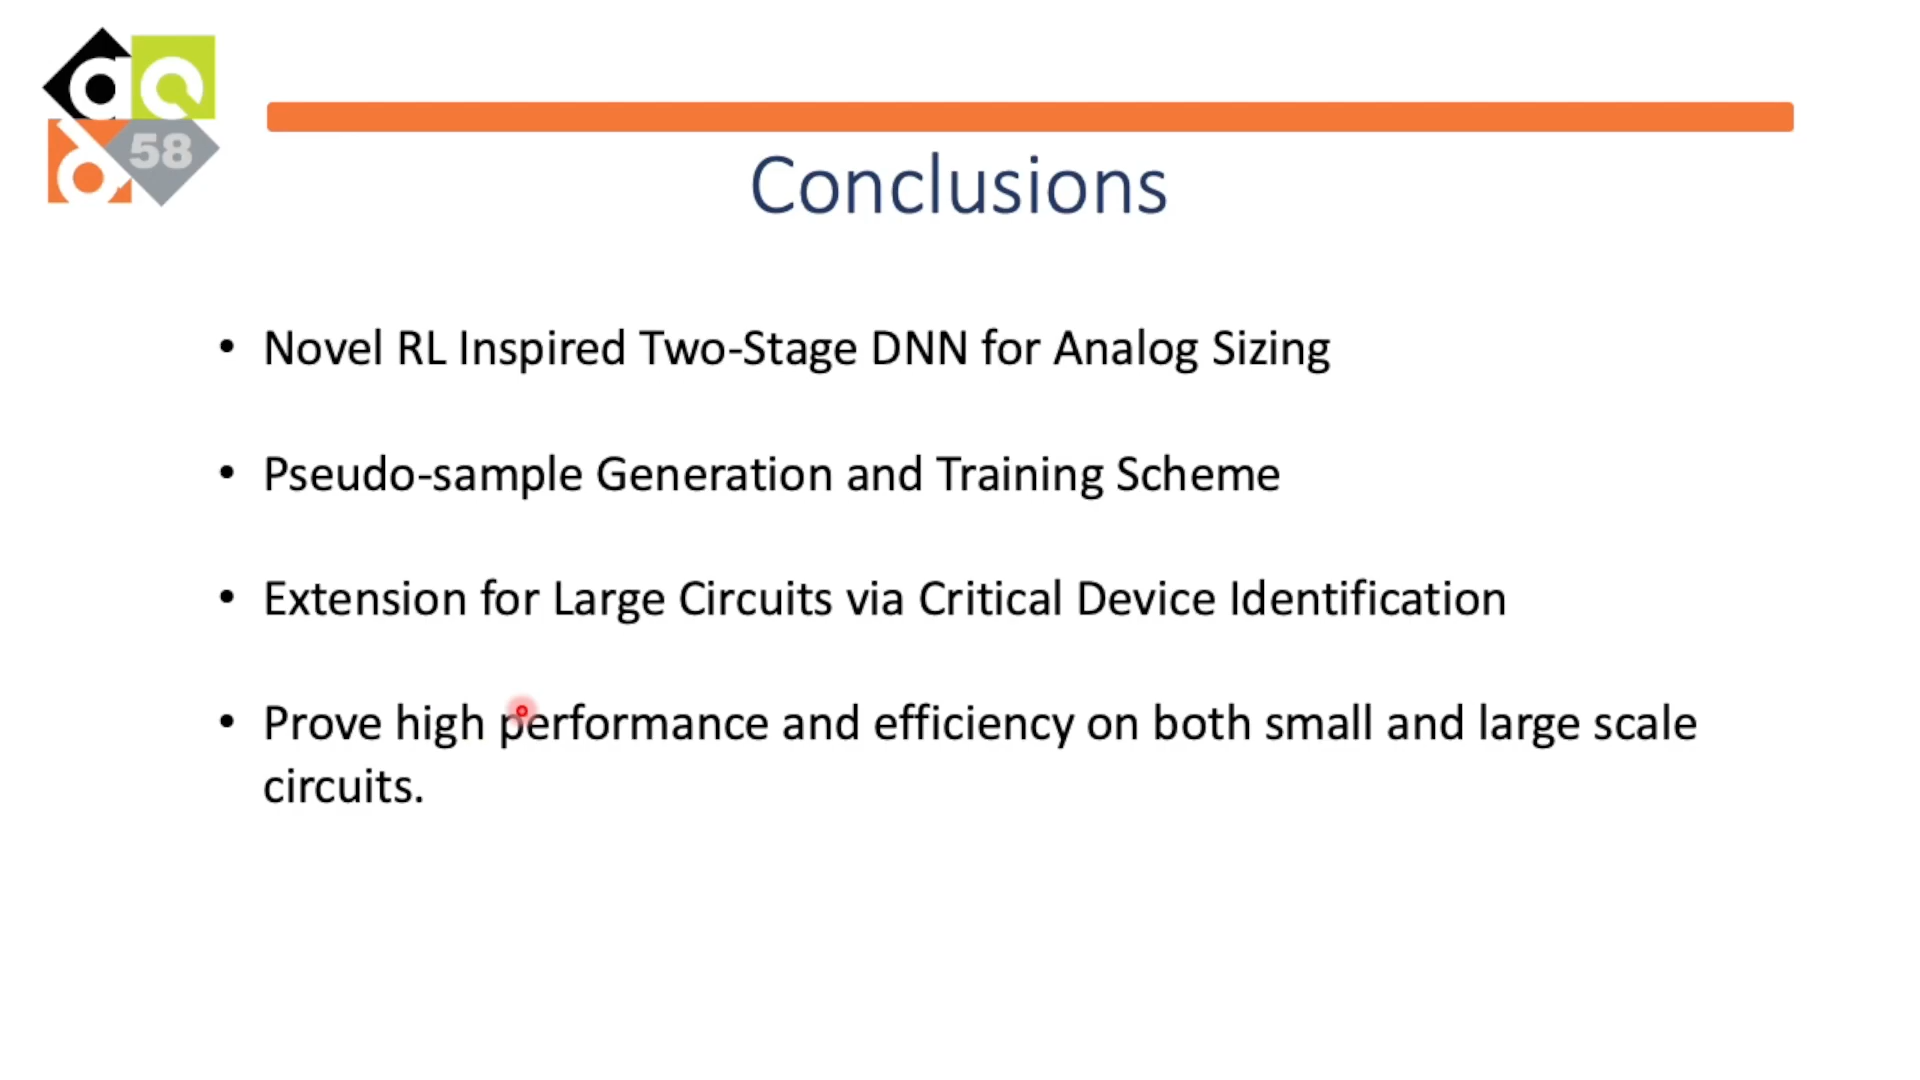 dac
58
Conclusions
• Novel RL Inspired Two-Stage DNN for Analog Sizing
• Pseudo-sample Generation and Training Scheme
• Extension for Large Circuits via Critical Device Identification
• Prove high performance and efficiency on both small and large scale
circuits.